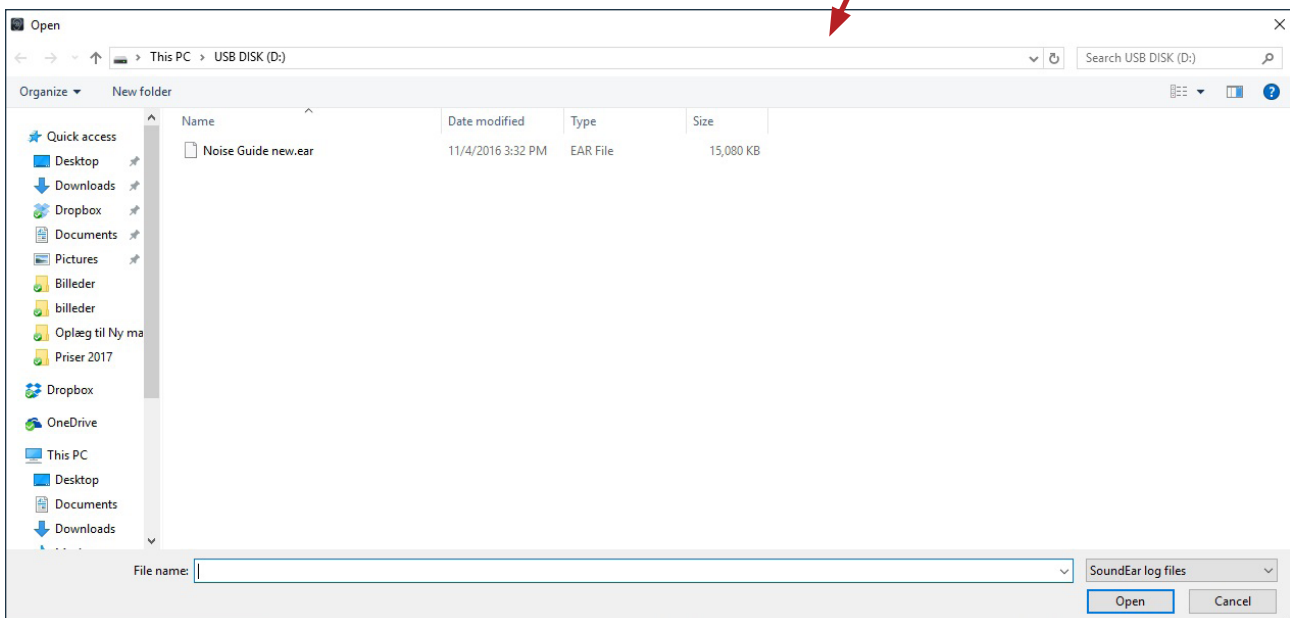 Open
This PC > USB DISK (D:)
Search USB DISK (D:)
Organize
New folder
Name
Date modified
Type
Size
Noise Guide new.ear
11/4/2016 3:32 PM
EAR File
15,080 KB
Quick access
Desktop
Downloads
Dropbox
Documents
Pictures
Billeder
billeder
Oplæg til Ny ma
Priser 2017
Dropbox
OneDrive
This PC
Desktop
Documents
Downloads
File name:
SoundEar log files
Open
Cancel